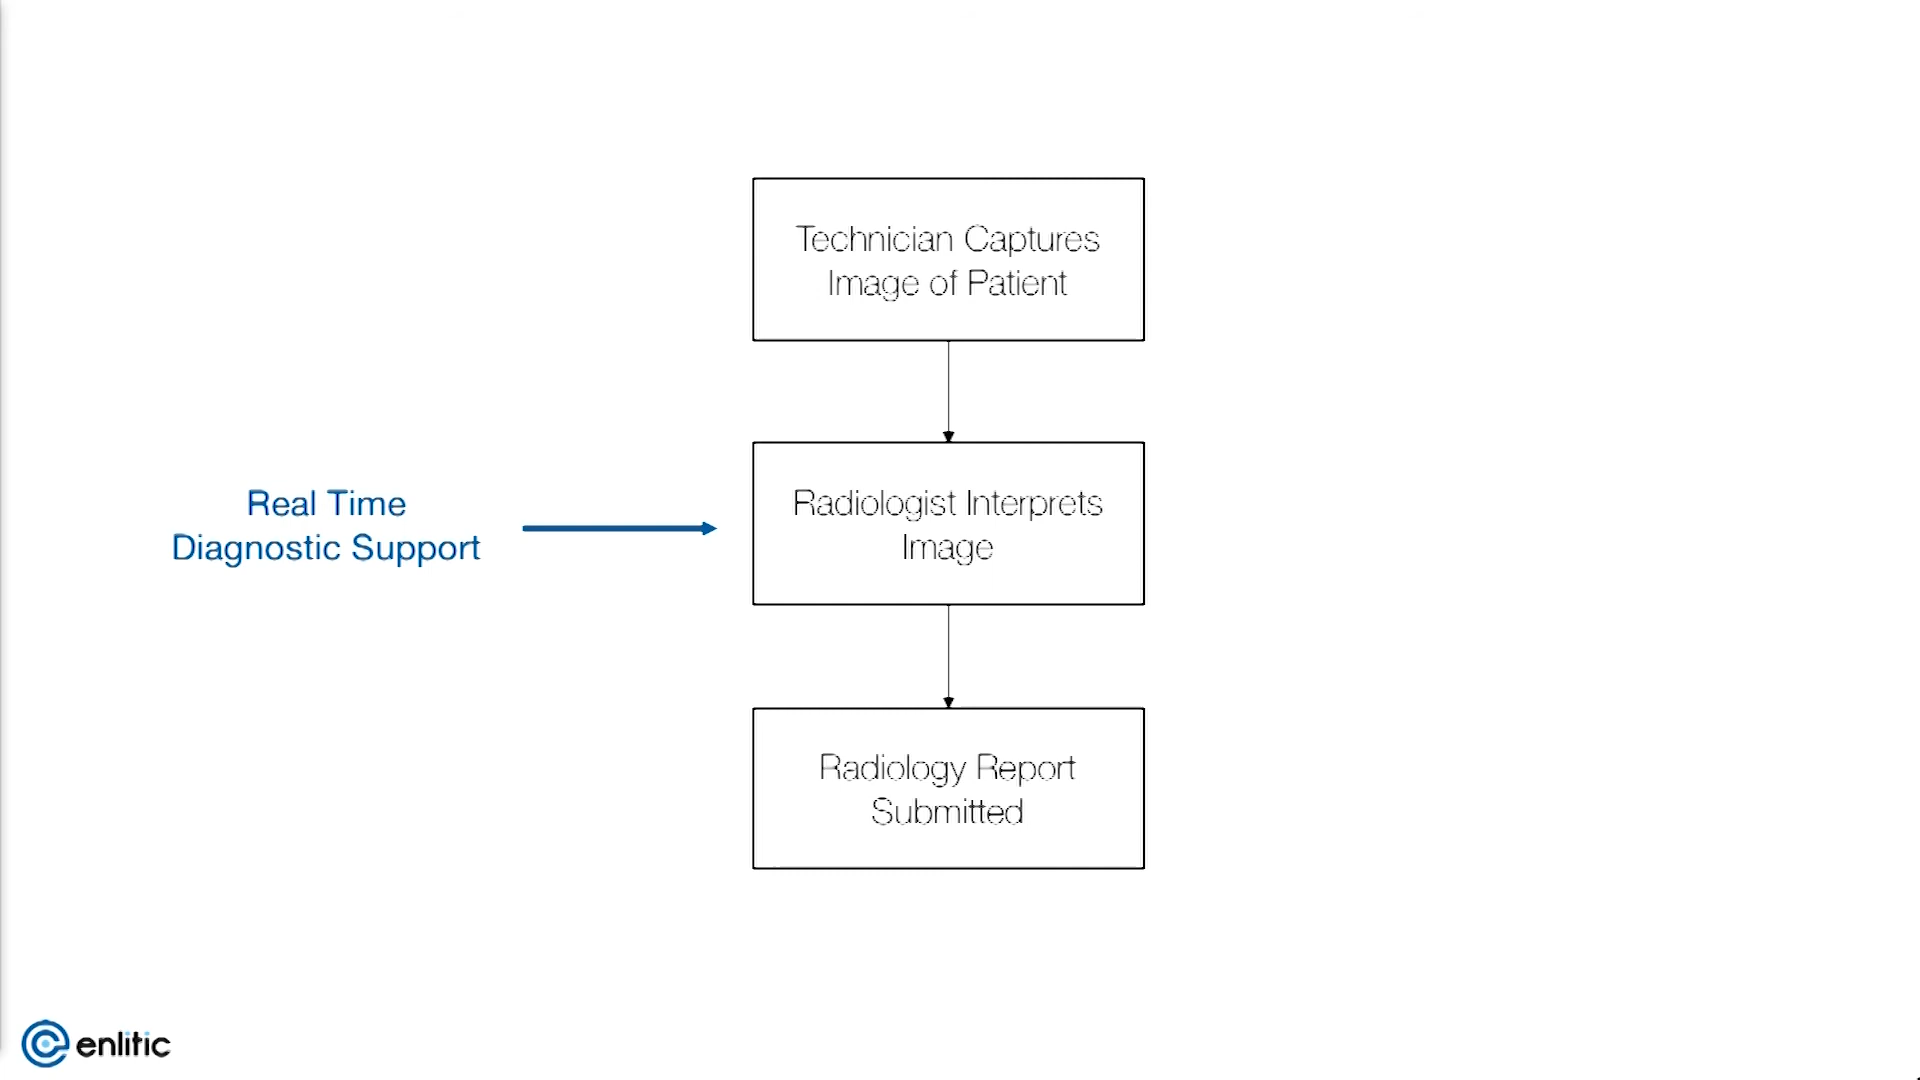 Technician Captures
Image of Patient
Real Time
Diagnostic Support
Radiologist Interprets
Image
Radiology Report
Submitted
enlitic